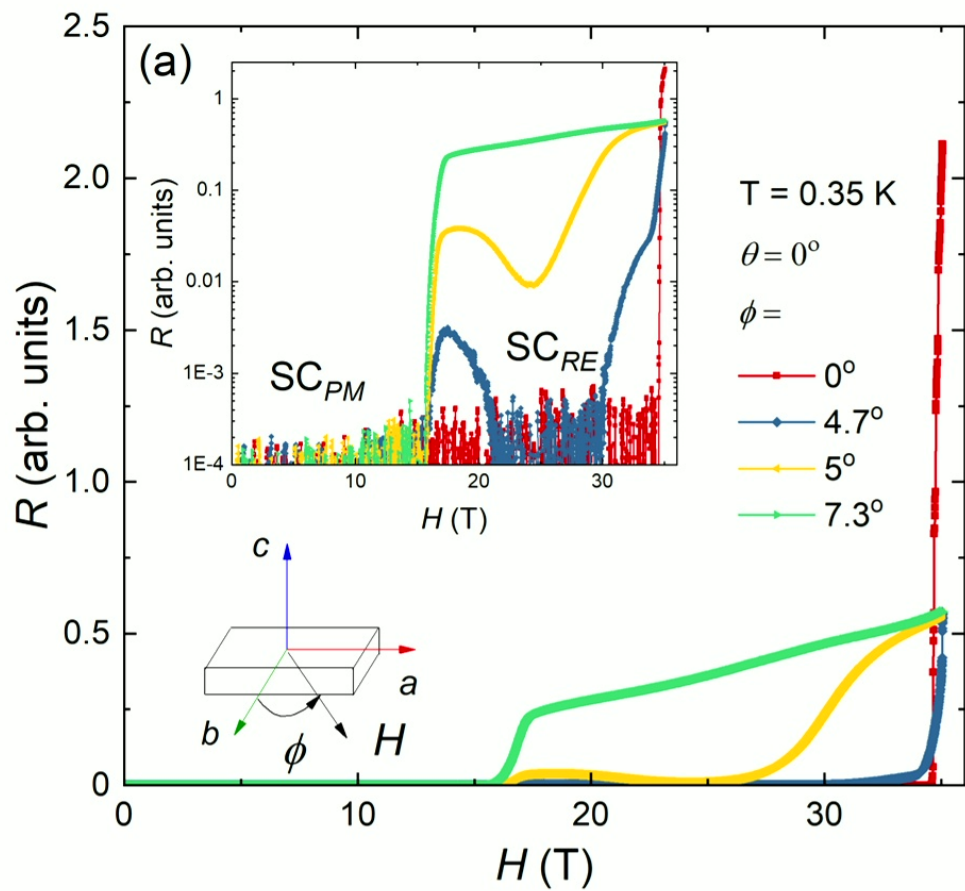 (a)
R (arb. units)
2.5
2.0
1.5
1.0
0.5
0
0
10
20
30
H (T)
R (arb. units)
1
0.1
0.01
1E-3
1E-4
0
10
20
30
H (T)
SC_PM
SC_RE
T = 0.35 K
θ = 0°
ϕ =
0°
4.7°
5°
7.3°
c
a
b
ϕ
H